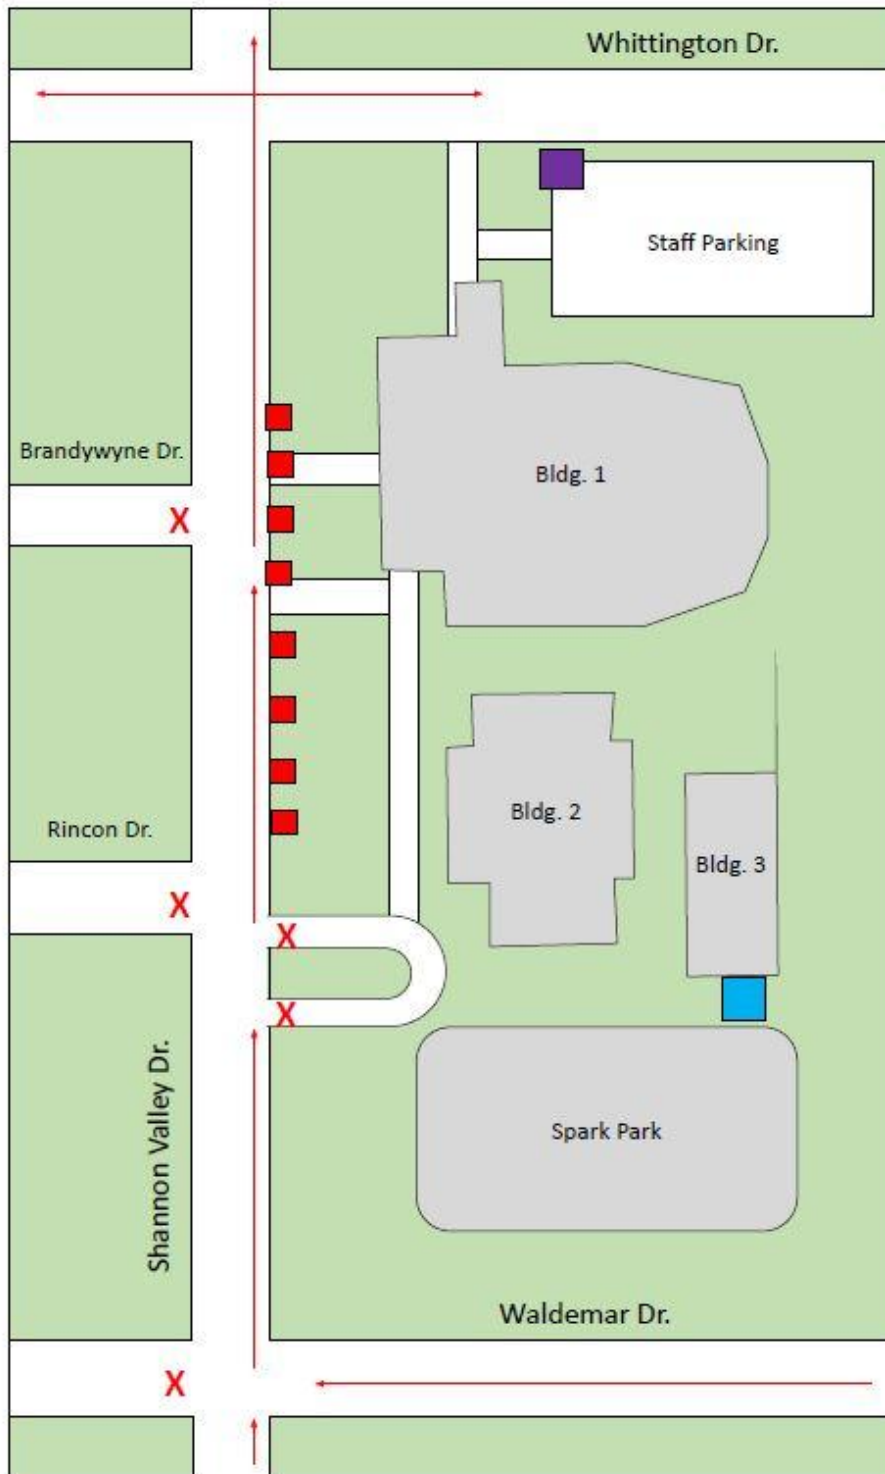 Whittington Dr.
Staff Parking
Brandywyne Dr.
Bldg. 1
X
Rincon Dr.
Bldg. 2
Bldg. 3
X
X
X
Shannon Valley Dr.
Spark Park
Waldemar Dr.
X